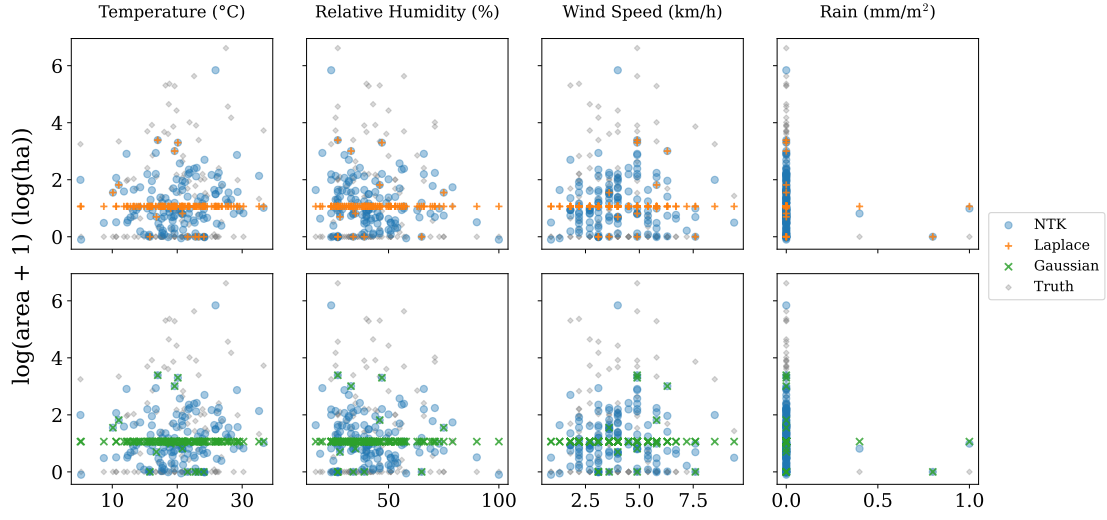 Temperature (°C) Relative Humidity (%) Wind Speed (km/h) Rain (mm/m²)
log(area + 1) (log(ha))
6
4
2
0
NTK
Laplace
Gaussian
Truth
6
4
2
0
10 20 30 50 100 2.5 5.0 7.5 0.0 0.5 1.0